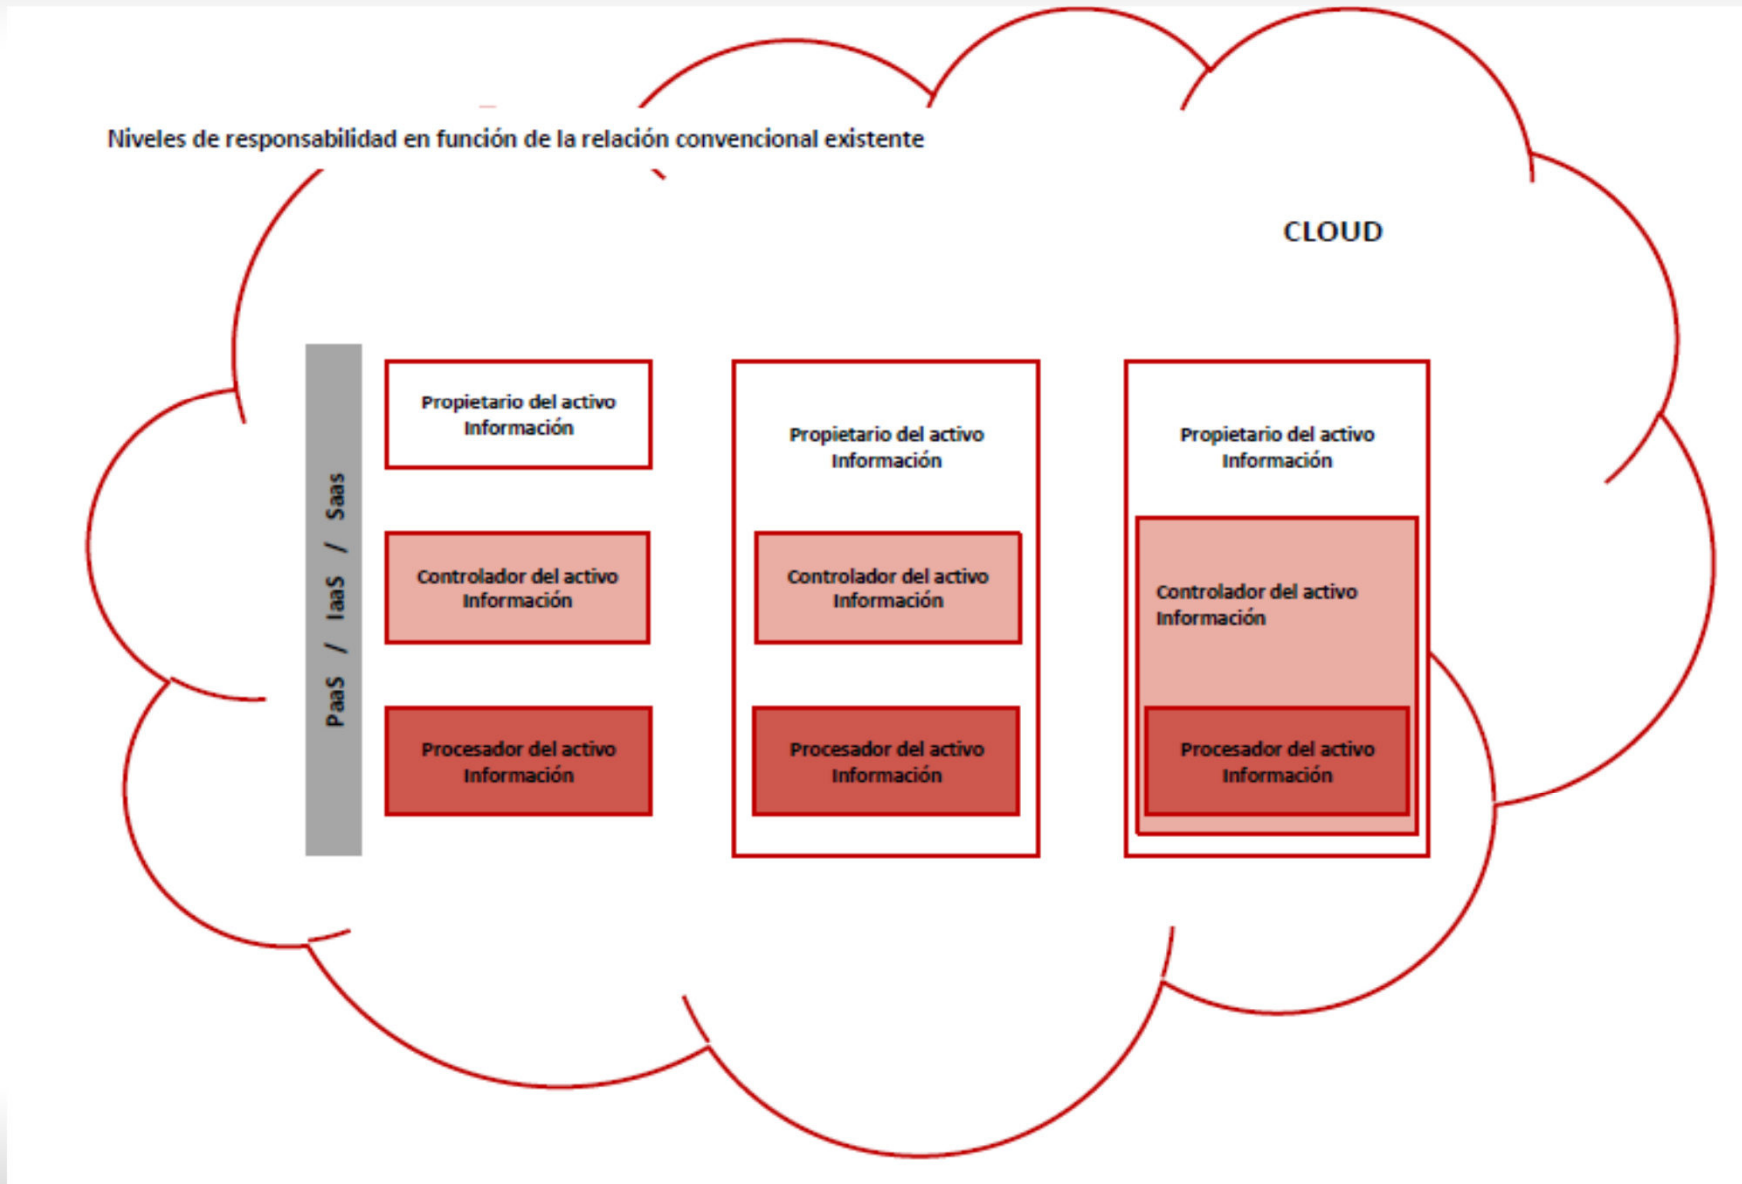 Niveles de responsabilidad en función de la relación convencional existente
CLOUD
PaaS / IaaS / Saas
Propietario del activo
Información
Controlador del activo
Información
Procesador del activo
Información
Propietario del activo
Información
Controlador del activo
Información
Procesador del activo
Información
Propietario del activo
Información
Controlador del activo
Información
Procesador del activo
Información